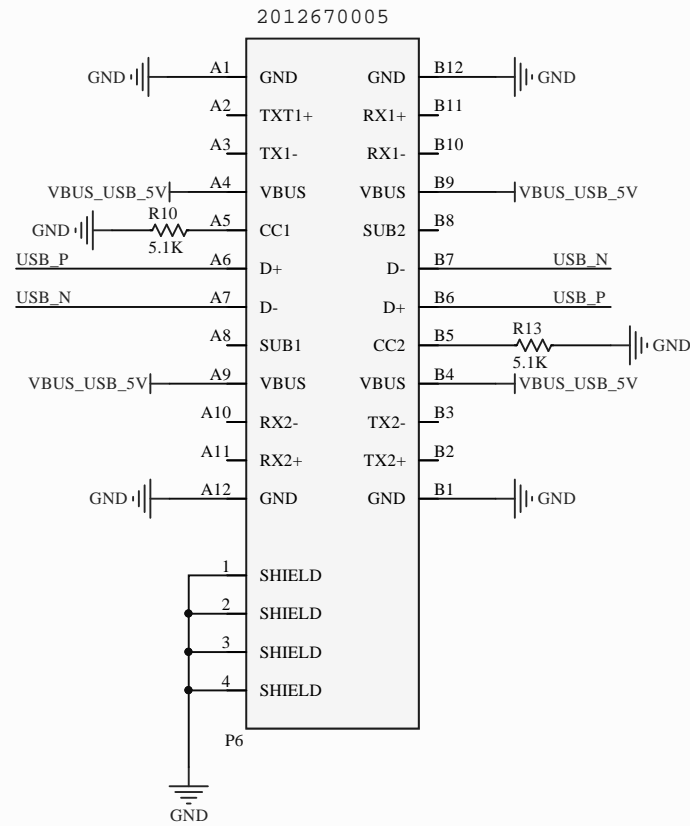 2012670005
GND A1 GND GND B12 GND
A2 TXT1+ RX1+ B11
A3 TX1- RX1- B10
VBUS_USB_5V A4 VBUS VBUS B9 VBUS_USB_5V
GND R10 5.1K A5 CC1 SUB2 B8
USB_P A6 D+ D- B7 USB_N
USB_N A7 D- D+ B6 USB_P
A8 SUB1 CC2 B5 R13 5.1K GND
VBUS_USB_5V A9 VBUS VBUS B4 VBUS_USB_5V
A10 RX2- TX2- B3
A11 RX2+ TX2+ B2
GND A12 GND GND B1 GND
1 SHIELD
2 SHIELD
3 SHIELD
4 SHIELD
P6
GND